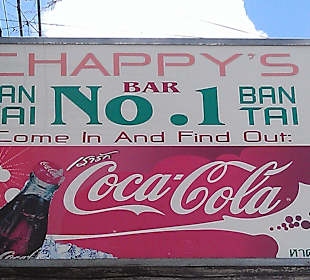 CHAPPY'S
BAN TAI BAR No.1 BAN TAI
Come In And Find Out:
Coca-Cola